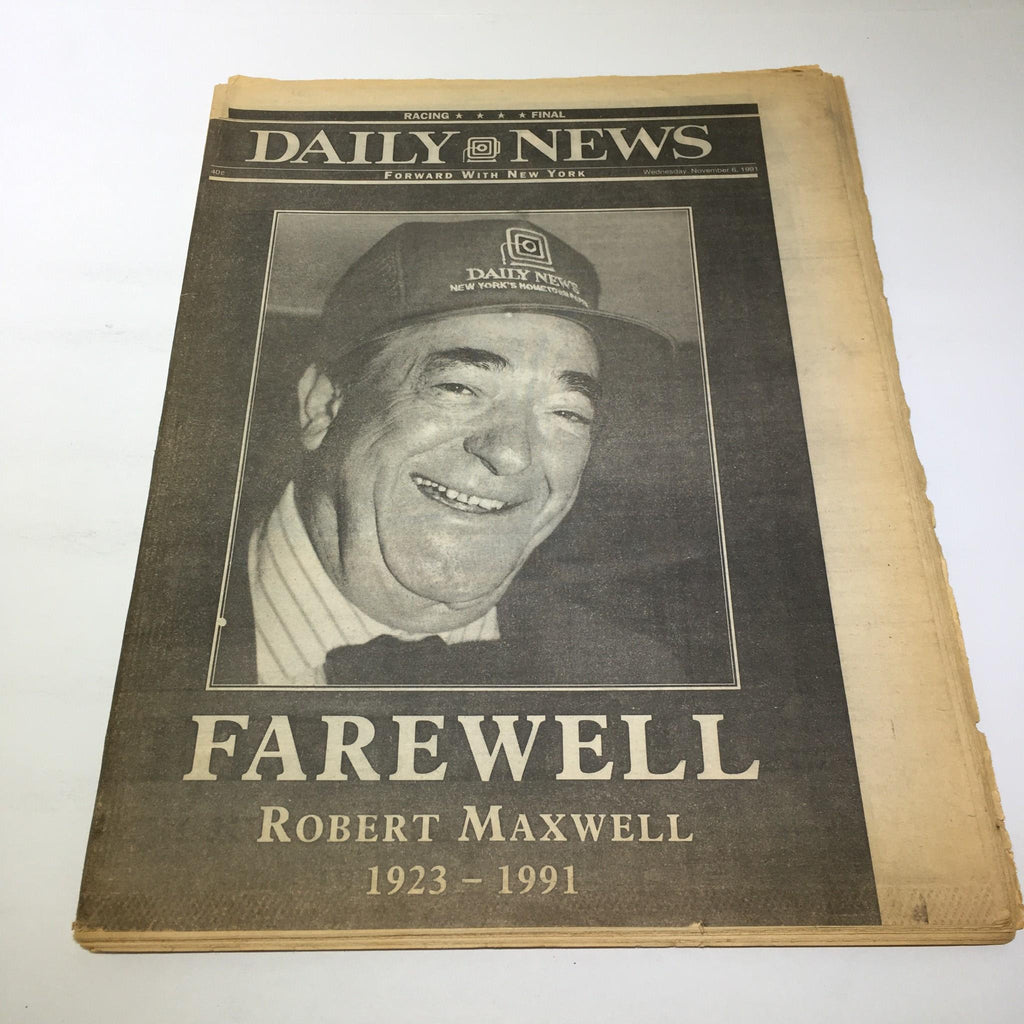 RACING ★ ★ ★ ★ FINAL
DAILY NEWS
40¢
FORWARD WITH NEW YORK
Wednesday, November 6, 1991
DAILY NEWS
NEW YORK'S HOMETOWN PAPER
FAREWELL
ROBERT MAXWELL
1923 – 1991